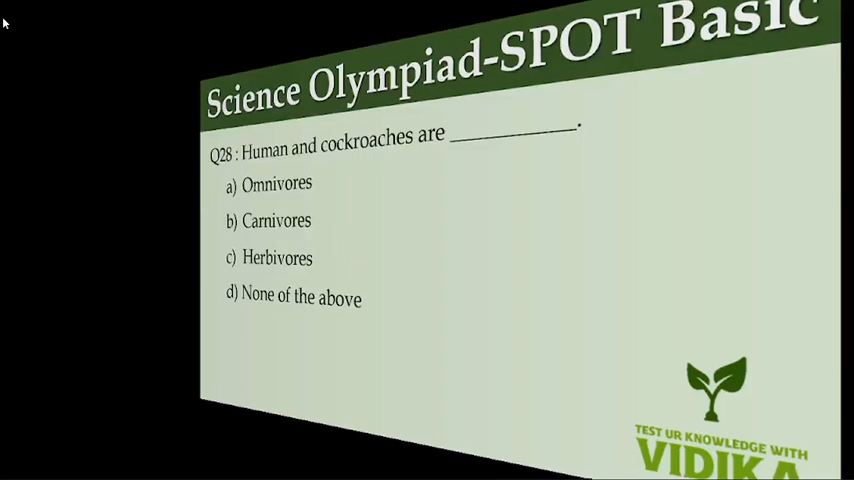 Science Olympiad-SPOT Basic
Q28 : Human and cockroaches are ____________.
a) Omnivores
b) Carnivores
c) Herbivores
d) None of the above
TEST UR KNOWLEDGE WITH
VIDIKA